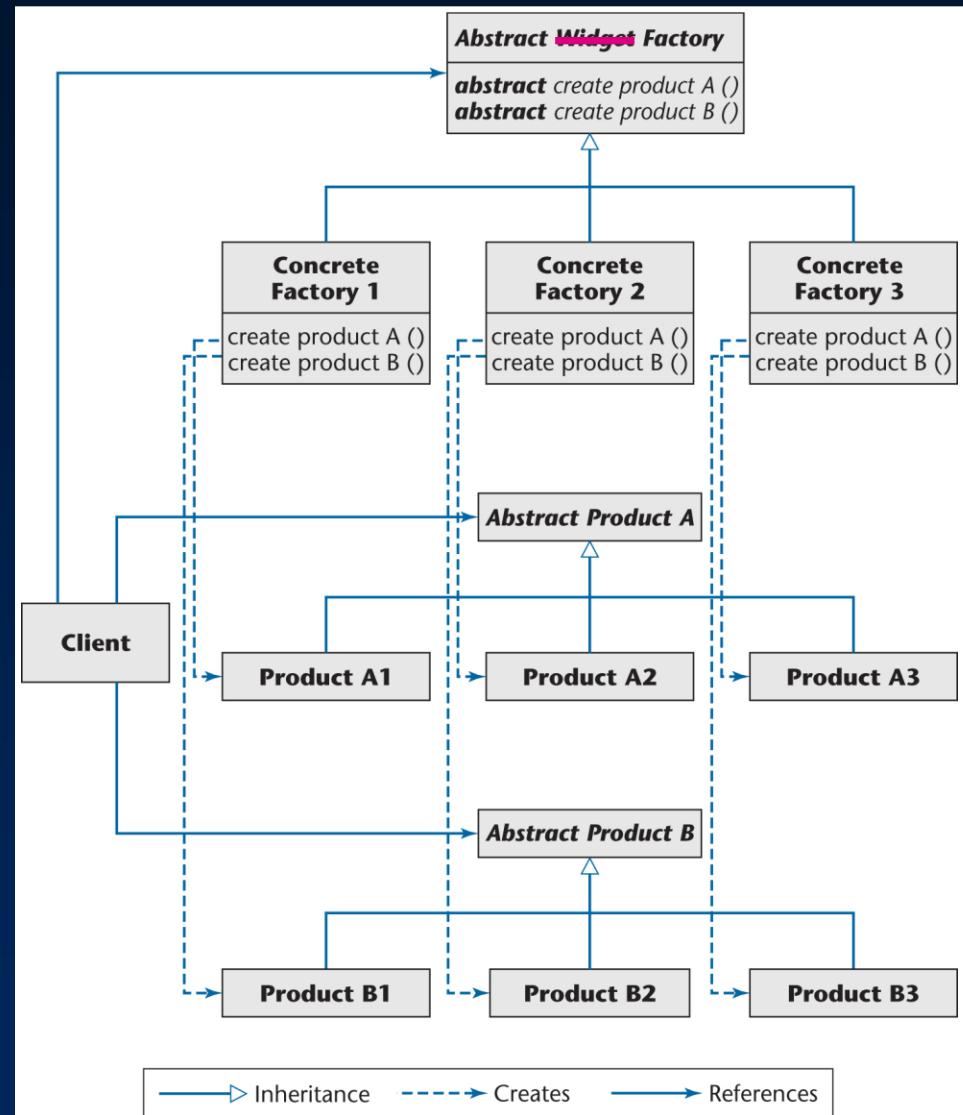 Abstract Widget Factory
abstract create product A ()
abstract create product B ()
Concrete
Factory 1
create product A ()
create product B ()
Concrete
Factory 2
create product A ()
create product B ()
Concrete
Factory 3
create product A ()
create product B ()
Abstract Product A
Client
Product A1
Product A2
Product A3
Abstract Product B
Product B1
Product B2
Product B3
Inheritance
Creates
References